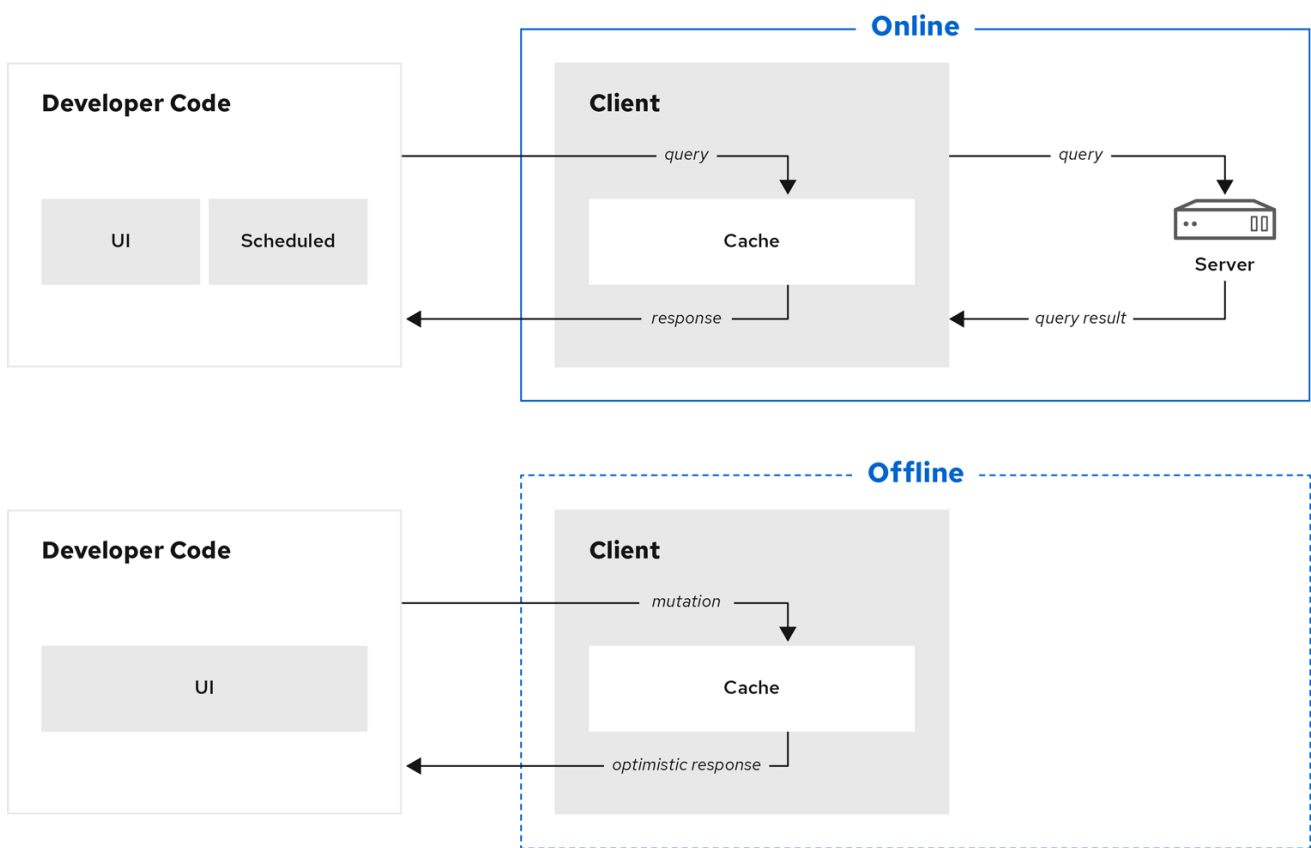 Online
Developer Code
Client
query
query
UI
Scheduled
Cache
Server
response
query result
Offline
Developer Code
Client
mutation
UI
Cache
optimistic response